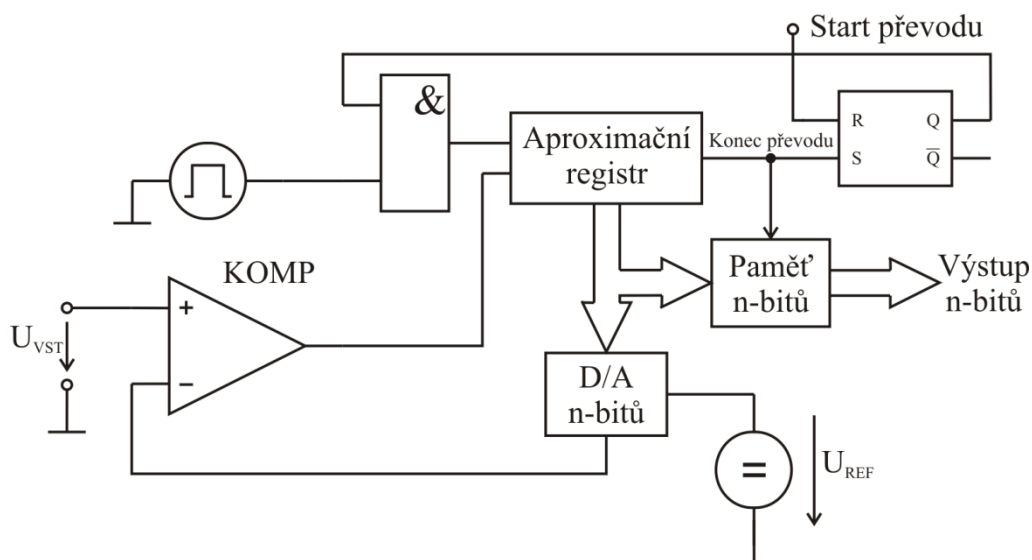 Start převodu
&
Aproximační
registr
Konec převodu
R Q
S Q̅
KOMP
+
−
U_VST
Paměť
n-bitů
Výstup
n-bitů
D/A
n-bitů
=
U_REF